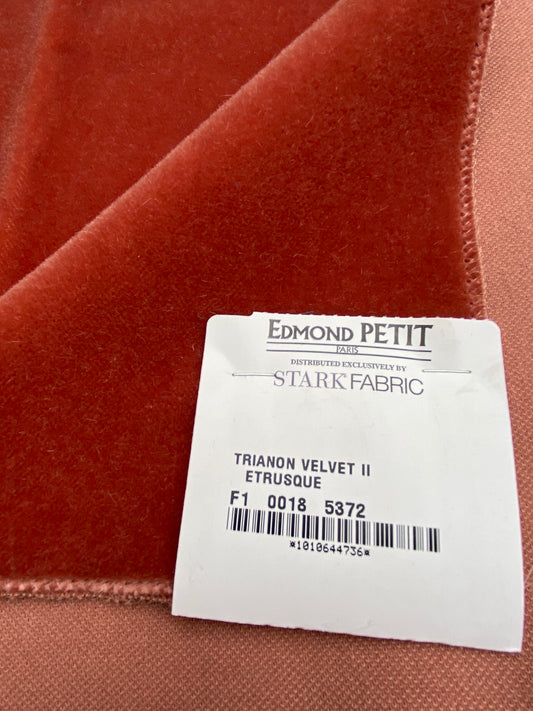 EDMOND PETIT
PARIS
DISTRIBUTED EXCLUSIVELY BY
STARK FABRIC
TRIANON VELVET II
ETRUSQUE
F1 0018 5372
*1010644736*